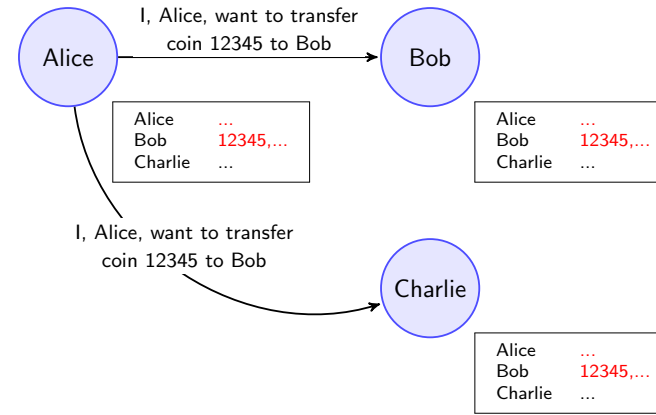 I, Alice, want to transfer
coin 12345 to Bob
Alice
Bob
Alice ...
Bob 12345,...
Charlie ...
Alice ...
Bob 12345,...
Charlie ...
I, Alice, want to transfer
coin 12345 to Bob
Charlie
Alice ...
Bob 12345,...
Charlie ...